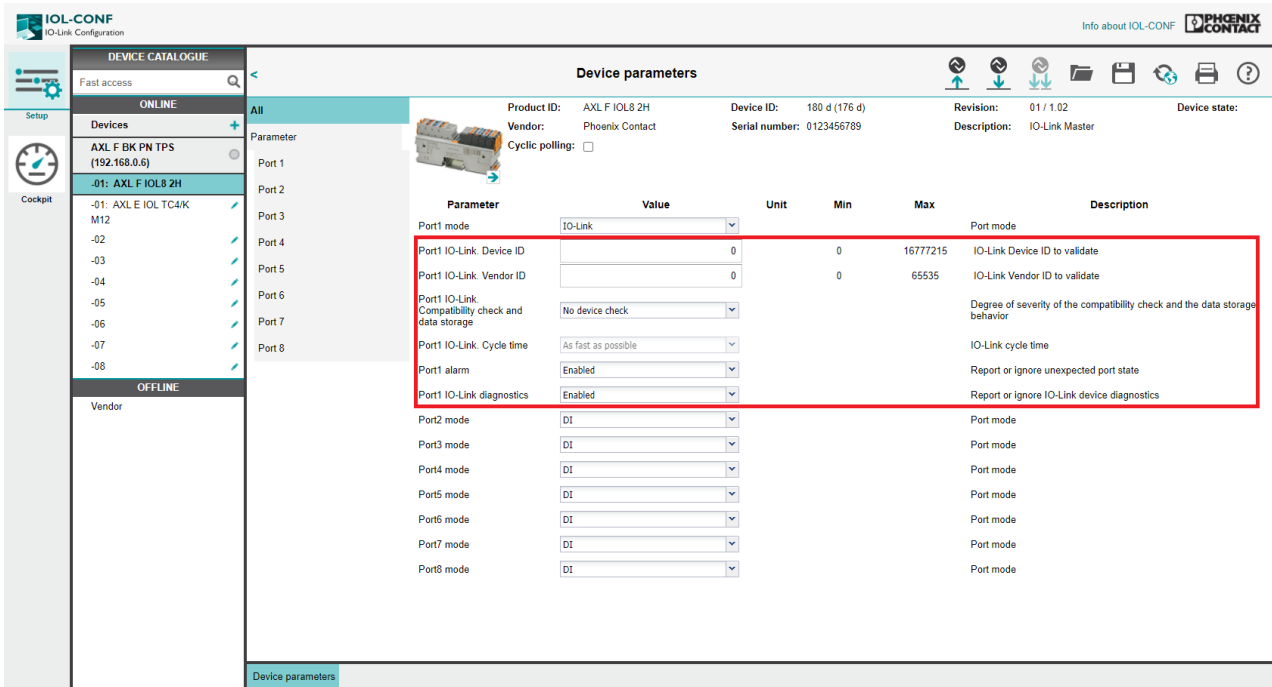 IOL-CONF
IO-Link Configuration
Info about IOL-CONF
PHŒNIX
CONTACT
Setup
Cockpit
DEVICE CATALOGUE
Fast access
ONLINE
Devices +
AXL F BK PN TPS
(192.168.0.6)
-01: AXL F IOL8 2H
-01: AXL E IOL TC4/K
M12
-02
-03
-04
-05
-06
-07
-08
OFFLINE
Vendor
< Device parameters
All
Parameter
Port 1
Port 2
Port 3
Port 4
Port 5
Port 6
Port 7
Port 8
Product ID: AXL F IOL8 2H Device ID: 180 d (176 d) Revision: 01 / 1.02 Device state:
Vendor: Phoenix Contact Serial number: 0123456789 Description: IO-Link Master
Cyclic polling:
Parameter Value Unit Min Max Description
Port1 mode IO-Link Port mode
Port1 IO-Link. Device ID 0 0 16777215 IO-Link Device ID to validate
Port1 IO-Link. Vendor ID 0 0 65535 IO-Link Vendor ID to validate
Port1 IO-Link.
Compatibility check and
data storage
No device check
Degree of severity of the compatibility check and the data storage
behavior
Port1 IO-Link. Cycle time As fast as possible IO-Link cycle time
Port1 alarm Enabled Report or ignore unexpected port state
Port1 IO-Link diagnostics Enabled Report or ignore IO-Link device diagnostics
Port2 mode DI Port mode
Port3 mode DI Port mode
Port4 mode DI Port mode
Port5 mode DI Port mode
Port6 mode DI Port mode
Port7 mode DI Port mode
Port8 mode DI Port mode
Device parameters